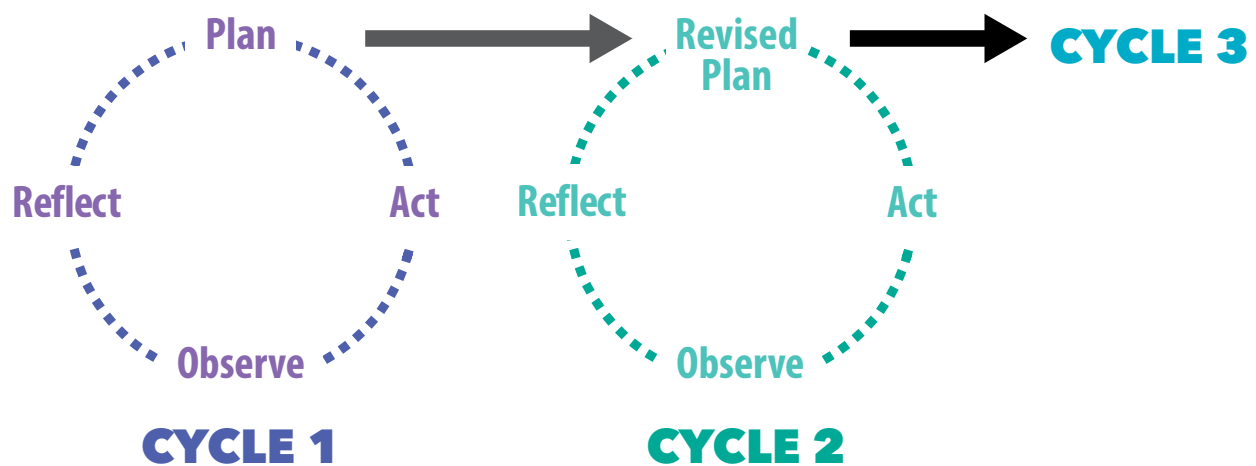 Plan
Act
Observe
Reflect
CYCLE 1
Revised
Plan
Act
Observe
Reflect
CYCLE 2
CYCLE 3